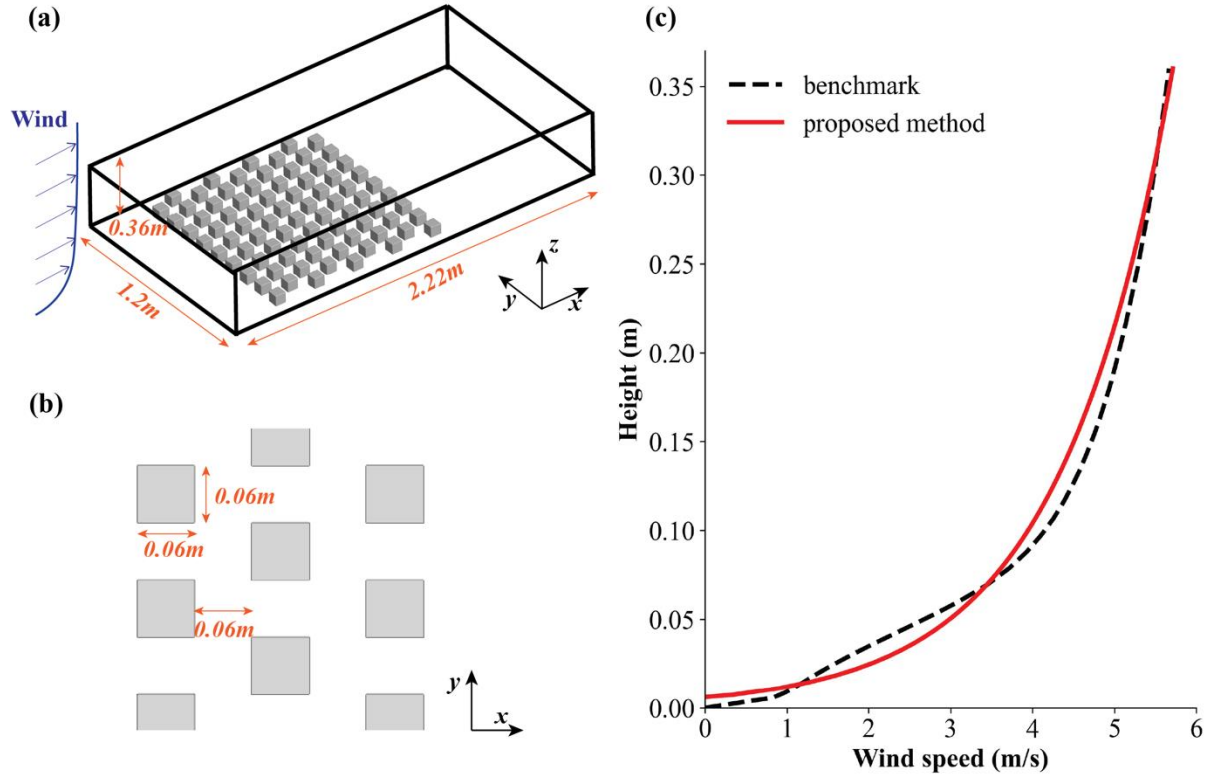 (a)
Wind
0.36m
1.2m
2.22m
z
y
x
(b)
0.06m
0.06m
0.06m
y
x
(c)
benchmark
proposed method
Height (m)
0.35
0.30
0.25
0.20
0.15
0.10
0.05
0.00
0 1 2 3 4 5 6
Wind speed (m/s)